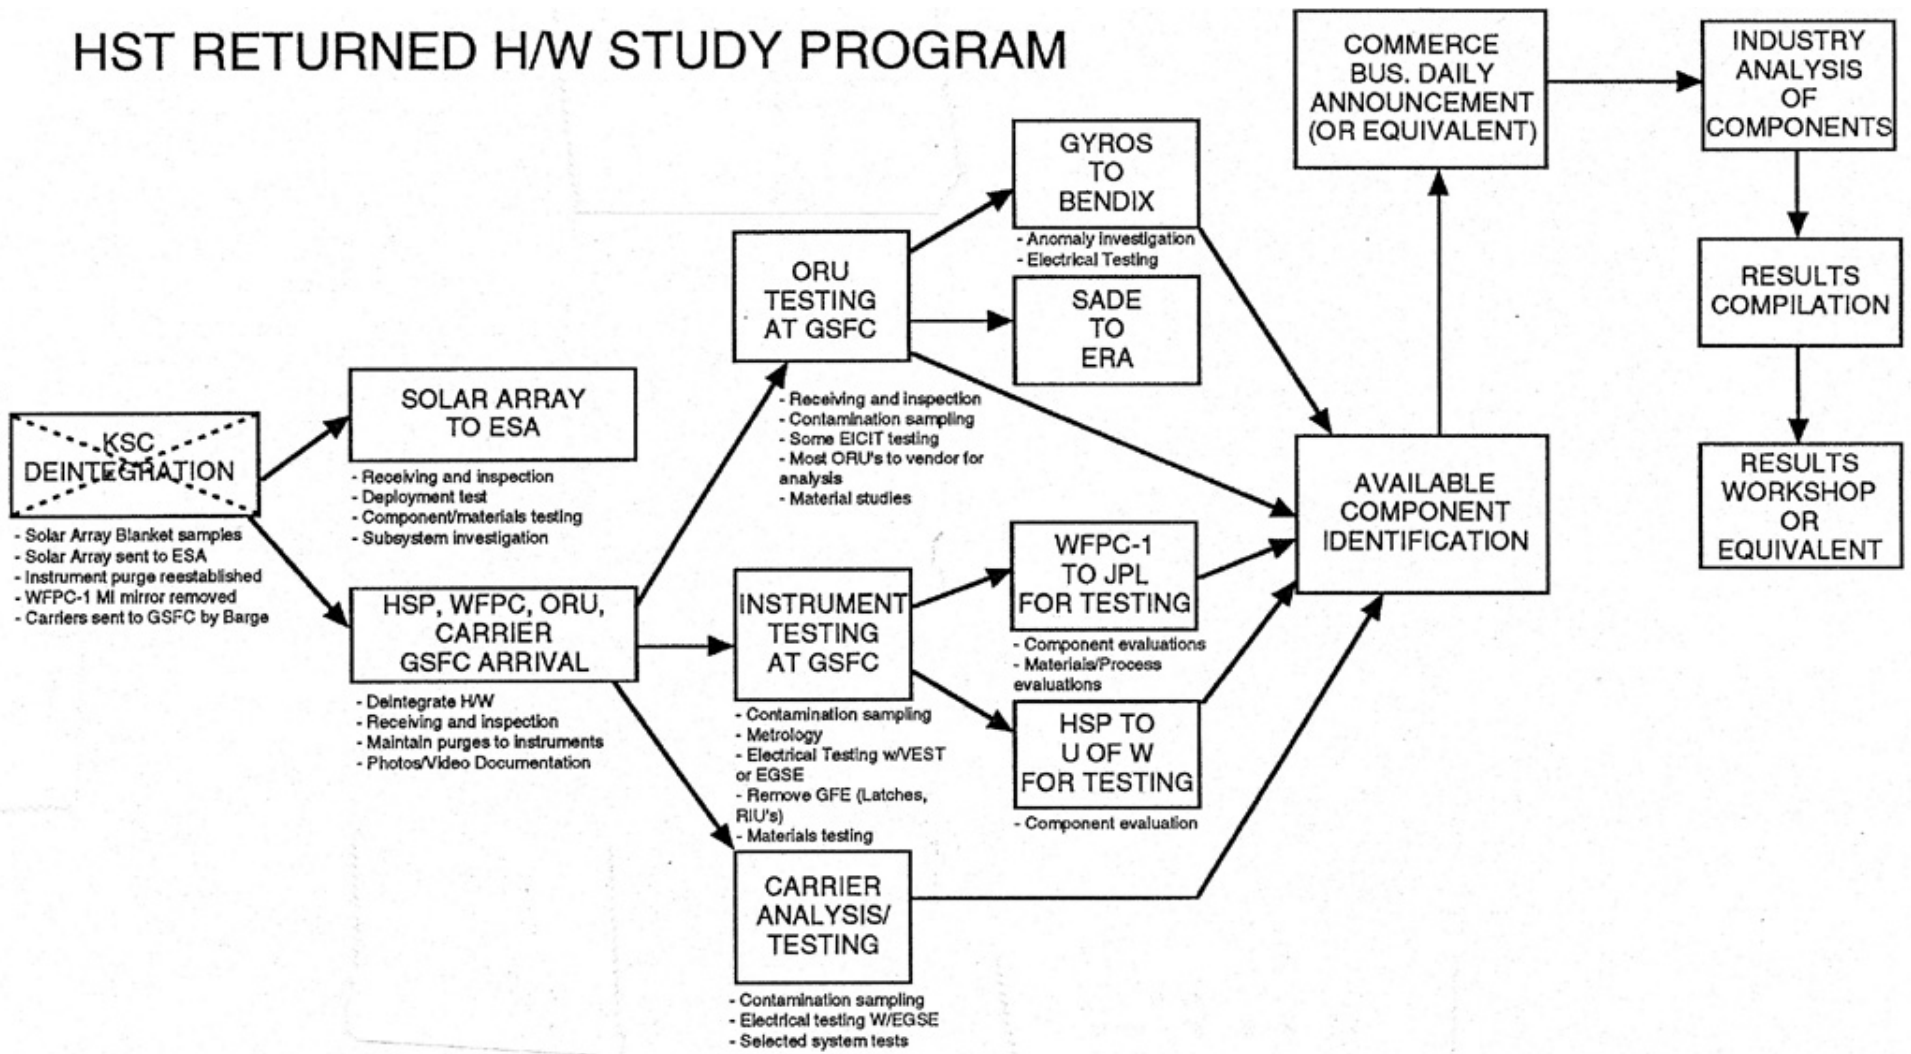 HST RETURNED H/W STUDY PROGRAM
KSC
DEINTEGRATION
- Solar Array Blanket samples
- Solar Array sent to ESA
- Instrument purge reestablished
- WFPC-1 MI mirror removed
- Carriers sent to GSFC by Barge
SOLAR ARRAY
TO ESA
- Receiving and inspection
- Deployment test
- Component/materials testing
- Subsystem investigation
HSP, WFPC, ORU,
CARRIER
GSFC ARRIVAL
- Deintegrate H/W
- Receiving and inspection
- Maintain purges to instruments
- Photos/Video Documentation
ORU
TESTING
AT GSFC
- Receiving and inspection
- Contamination sampling
- Some EICIT testing
- Most ORU's to vendor for
analysis
- Material studies
INSTRUMENT
TESTING
AT GSFC
- Contamination sampling
- Metrology
- Electrical Testing w/VEST
or EGSE
- Remove GFE (Latches,
RIU's)
- Materials testing
CARRIER
ANALYSIS/
TESTING
- Contamination sampling
- Electrical testing W/EGSE
- Selected system tests
GYROS
TO
BENDIX
- Anomaly investigation
- Electrical Testing
SADE
TO
ERA
WFPC-1
TO JPL
FOR TESTING
- Component evaluations
- Materials/Process
evaluations
HSP TO
U OF W
FOR TESTING
- Component evaluation
AVAILABLE
COMPONENT
IDENTIFICATION
COMMERCE
BUS. DAILY
ANNOUNCEMENT
(OR EQUIVALENT)
INDUSTRY
ANALYSIS
OF
COMPONENTS
RESULTS
COMPILATION
RESULTS
WORKSHOP
OR
EQUIVALENT